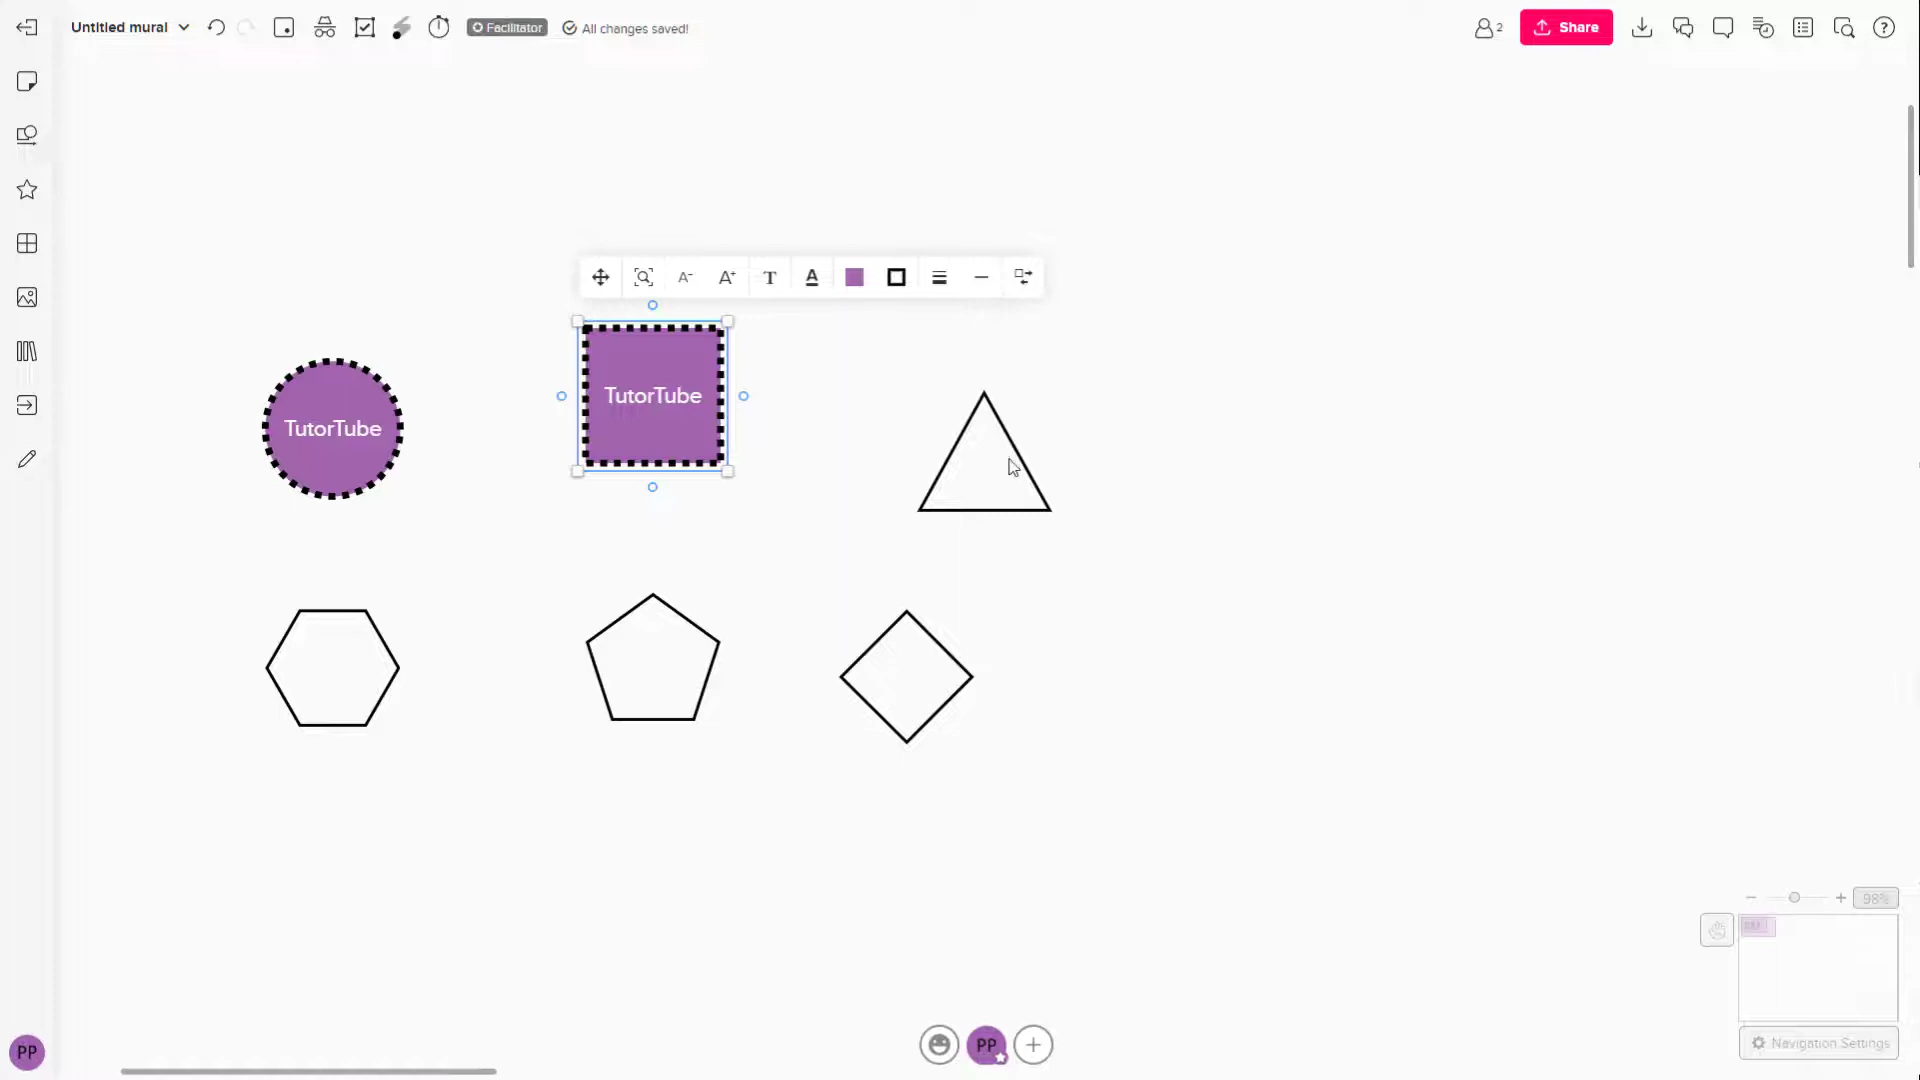 Untitled mural
Facilitator
All changes saved!
2
Share
A-
A+
T
A
TutorTube
TutorTube
98%
Navigation Settings
PP
PP